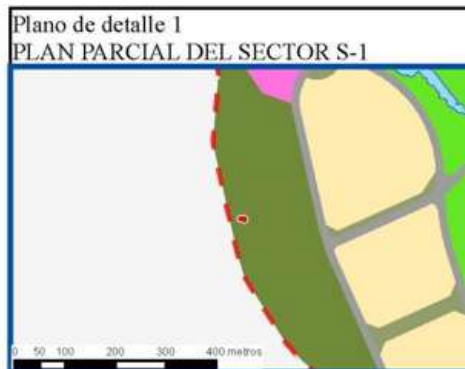 Plano de detalle 1
PLAN PARCIAL DEL SECTOR S-1
0 50 100 200 300 400 metros